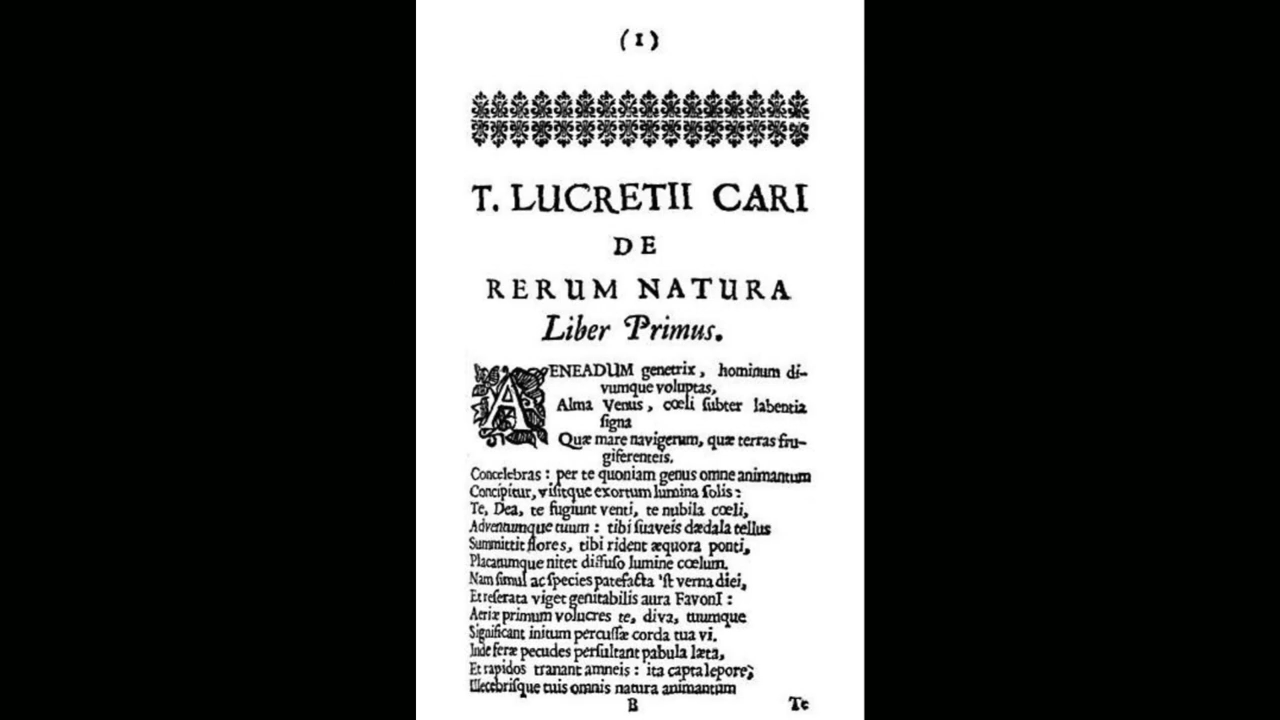 (1)
T. LUCRETII CARI
DE
RERUM NATURA
Liber Primus.
AENEADUM genetrix, hominum di-
vumque voluptas,
Alma Venus, cœli ſubter labentia
ſigna
Quæ mare navigerum, quæ terras fru-
giferenteis.
Concelebras : per te quoniam genus omne animantum
Concipitur, viſitque exortum lumina ſolis :
Te, Dea, te fugiunt venti, te nubila cœli,
Adventumque tuum : tibi ſuaveis dædala tellus
Summittit flores, tibi rident æquora ponti,
Placatumque nitet diffuſo lumine cœlum.
Nam ſimul ac ſpecies patefacta 'ſt verna diei,
Et reſerata viget genitabilis aura FavonI :
Aeriæ primum volucres te, diva, tuumque
Significant initum percuſſæ corda tua vi.
Inde feræ pecudes perſultant pabula læta,
Et rapidos tranant amneis : ita capta lepore;
Illecebriſque tuis omnis natura animantum
B Te